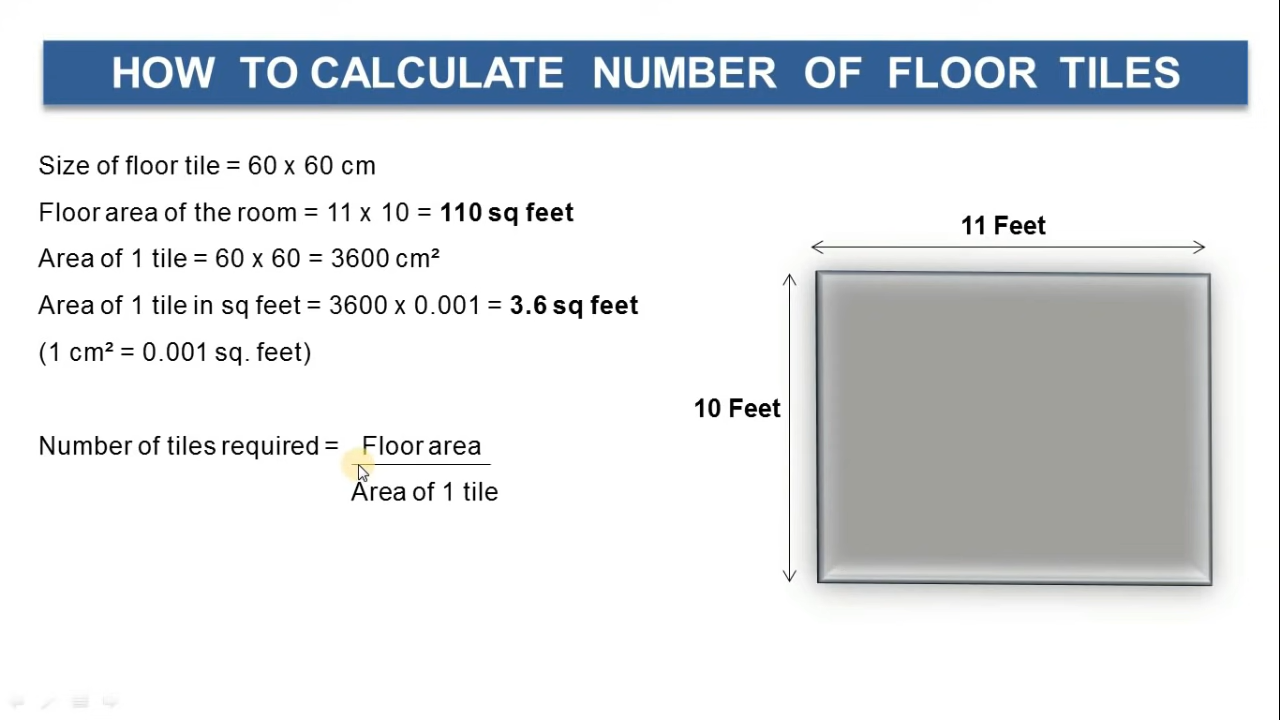 HOW TO CALCULATE NUMBER OF FLOOR TILES
Size of floor tile = 60 x 60 cm
Floor area of the room = 11 x 10 = 110 sq feet
Area of 1 tile = 60 x 60 = 3600 cm²
Area of 1 tile in sq feet = 3600 x 0.001 = 3.6 sq feet
(1 cm² = 0.001 sq. feet)
Number of tiles required = Floor area
Area of 1 tile
11 Feet
10 Feet